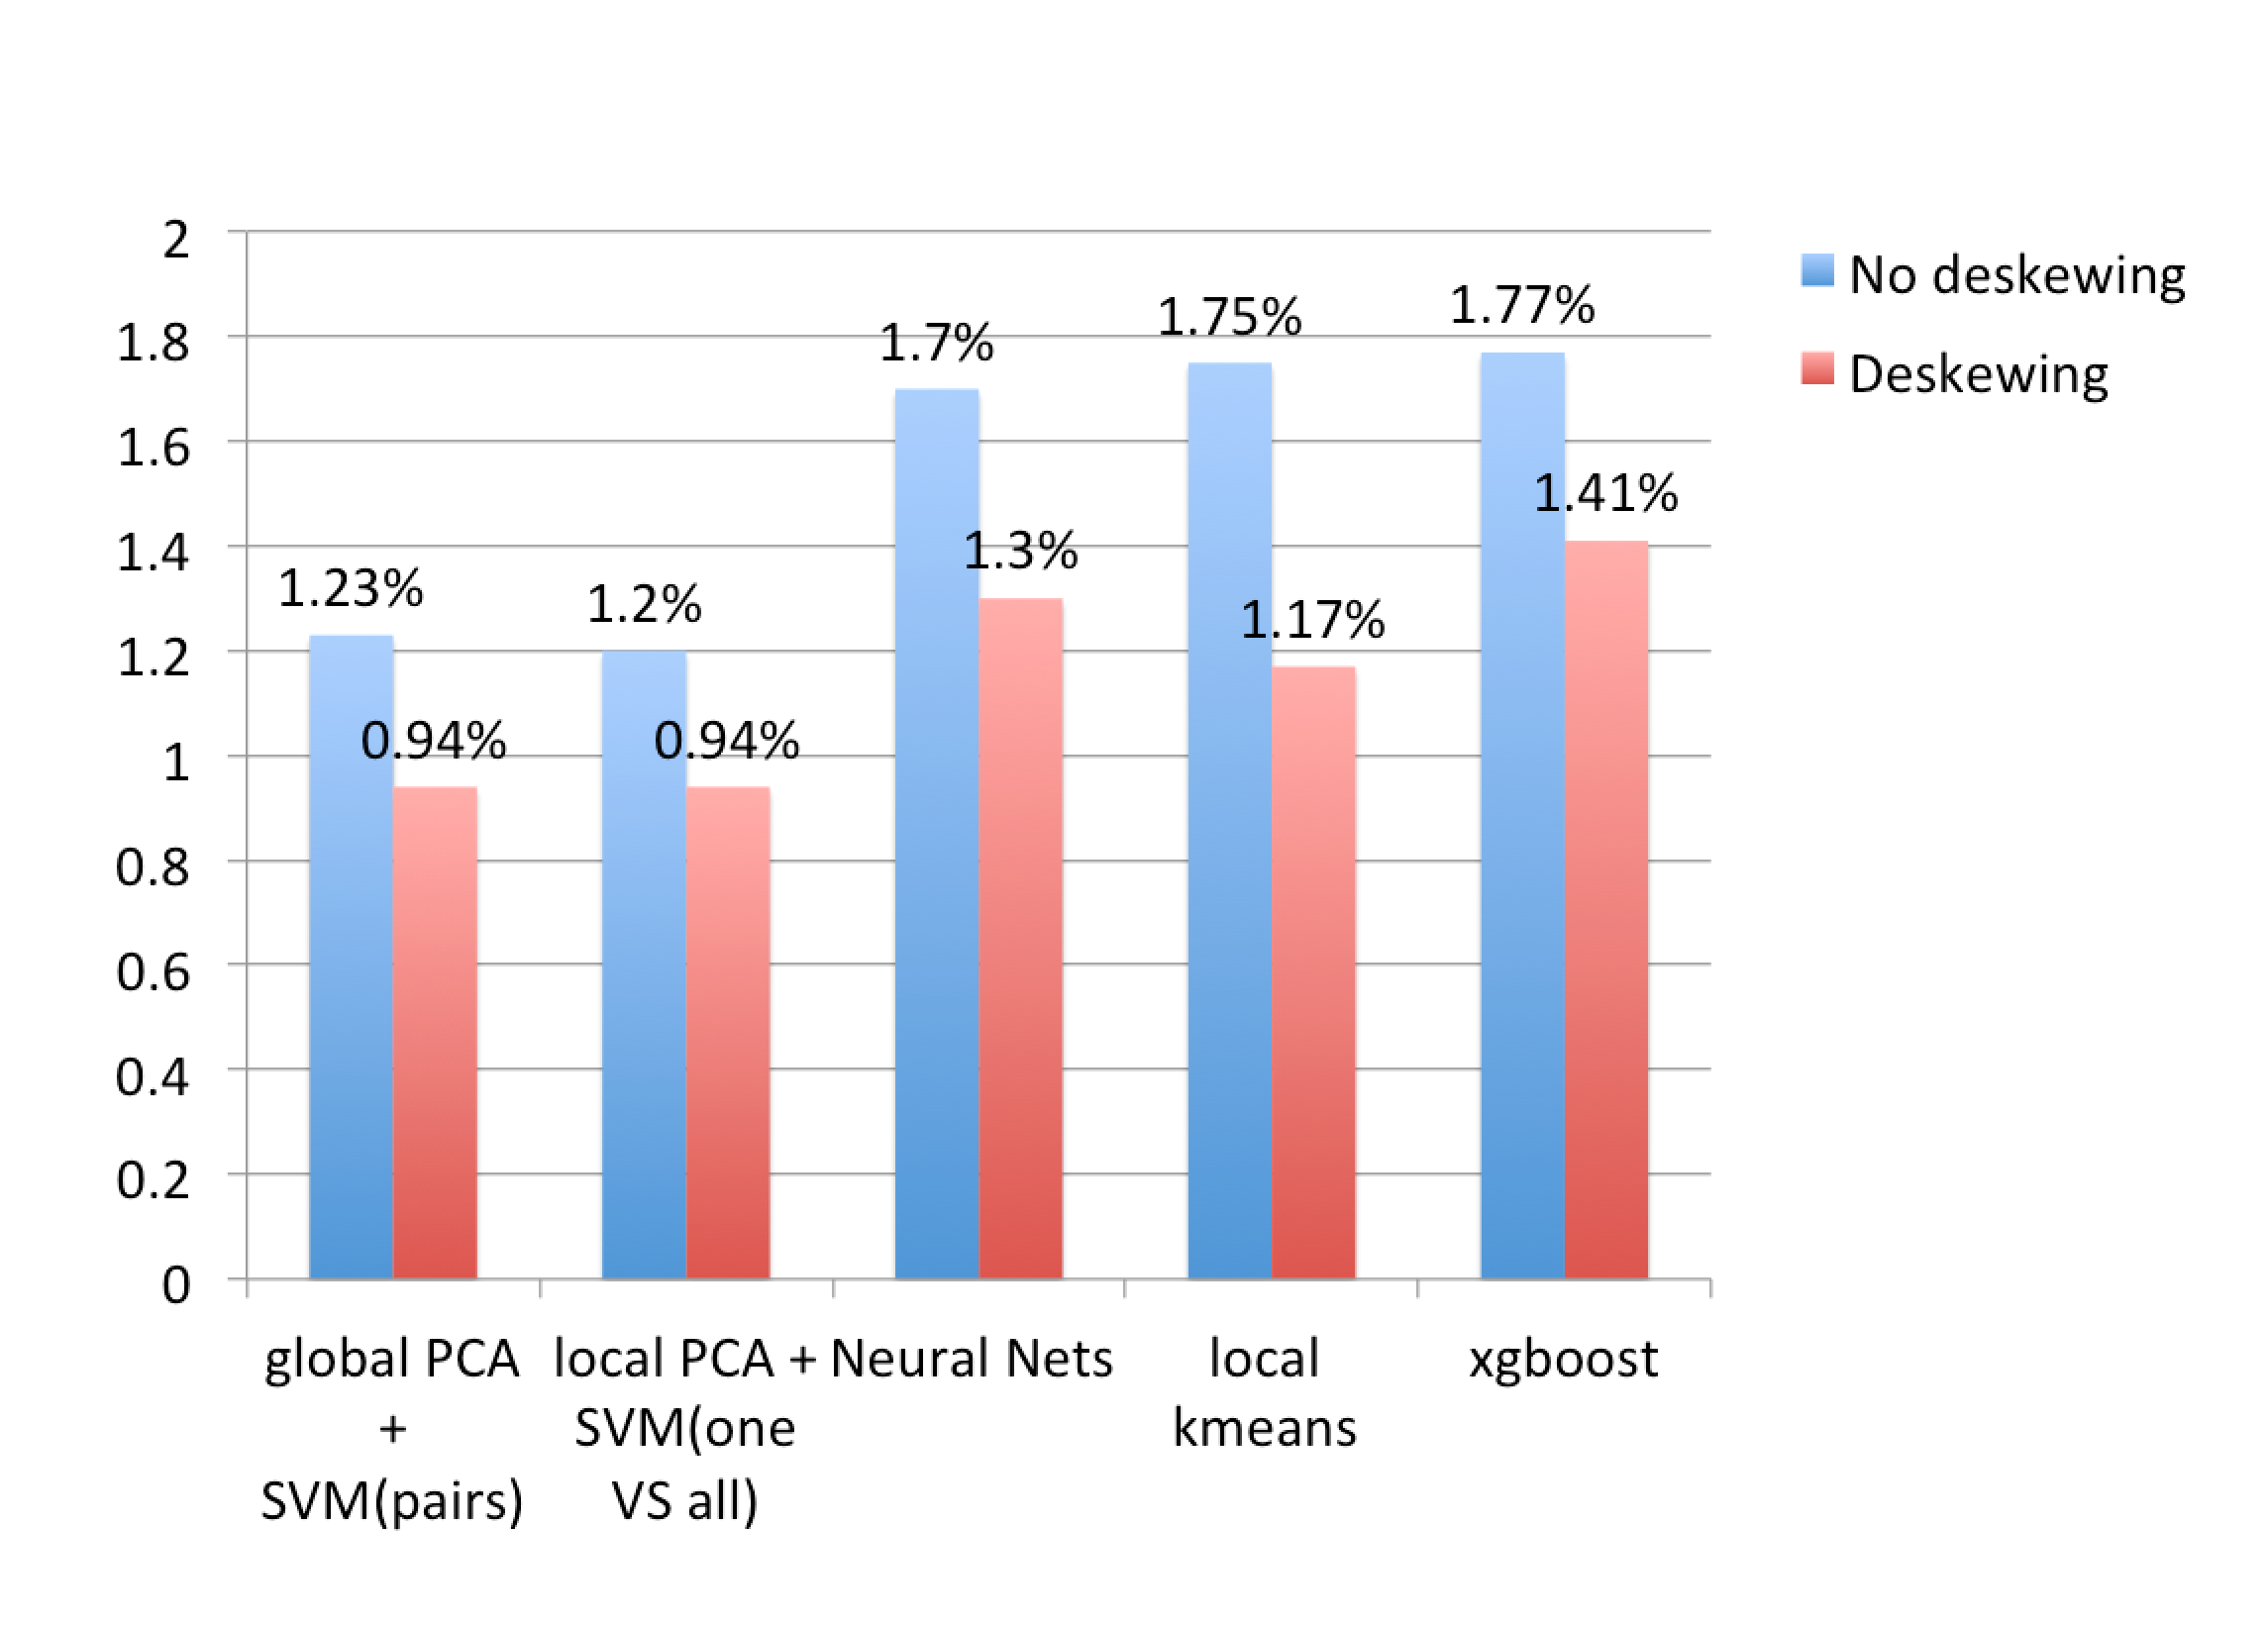 2
1.8
1.6
1.4
1.2
1
0.8
0.6
0.4
0.2
0
1.23%
0.94%
1.2%
0.94%
1.7%
1.3%
1.75%
1.17%
1.77%
1.41%
global PCA
+
SVM(pairs)
local PCA +
SVM(one
VS all)
Neural Nets
local
kmeans
xgboost
No deskewing
Deskewing